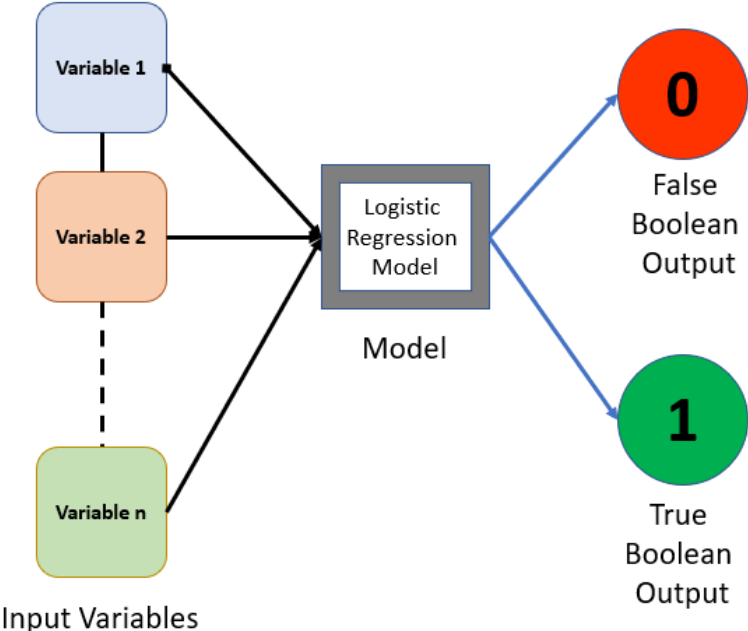 Variable 1
Variable 2
Variable n
Input Variables
Logistic
Regression
Model
Model
0
False
Boolean
Output
1
True
Boolean
Output